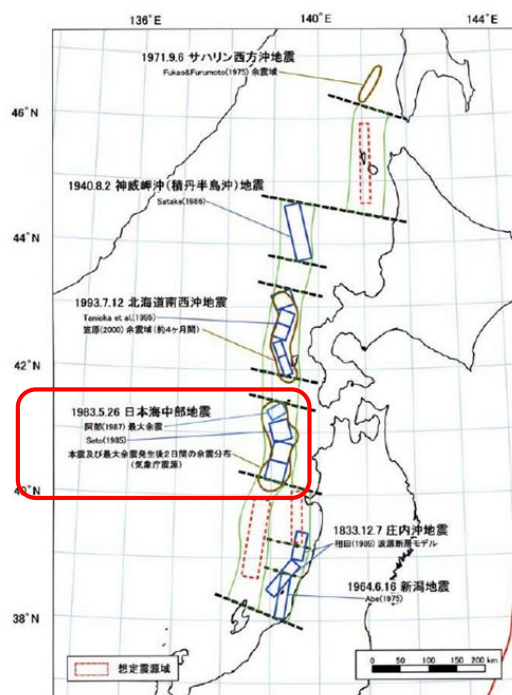 140°
144°
1971.9.6 サハリン西方沖地震
Fukao&Furumoto(1975) 余震域
46°N
1940.8.2 神威岬沖(積丹半島沖)地震
Satake(1986)
44°N
1993.7.12 北海道南西沖地震
Tanioka et al.(1995)
笠原(2000) 余震域(約4ヶ月間)
42°N
1983.5.26 日本海中部地震
阿部(1987) 最大余震
Sato(1985)
本震及び最大余震発生後2日間の余震分布
(気象庁震源)
40°N
1833.12.7 庄内沖地震
相田(1989) 波源断層モデル
1964.6.16 新潟地震
Abe(1975)
38°N
想定震源域
0 50 100 150 200 km